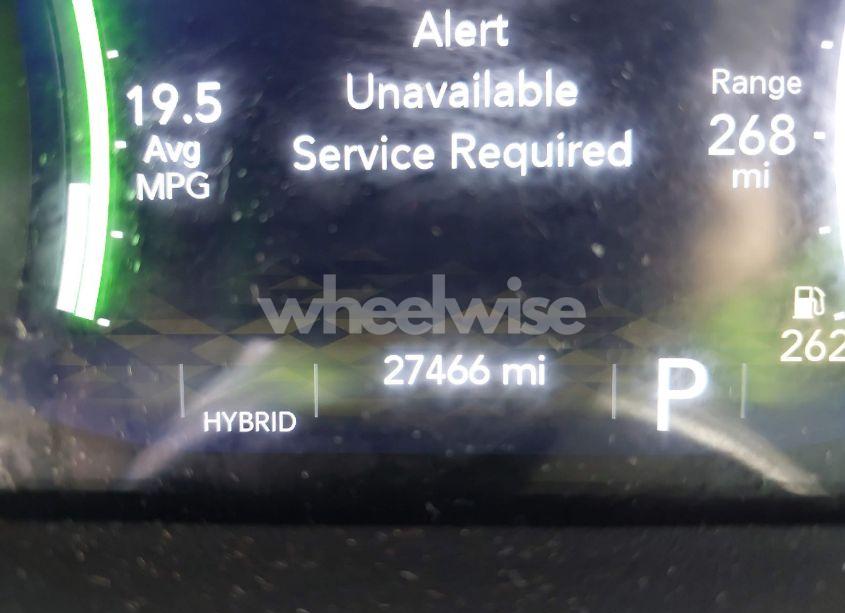 Alert
Unavailable
Service Required
19.5
Avg
MPG
Range
268
mi
wheelwise
262
27466 mi
P
HYBRID